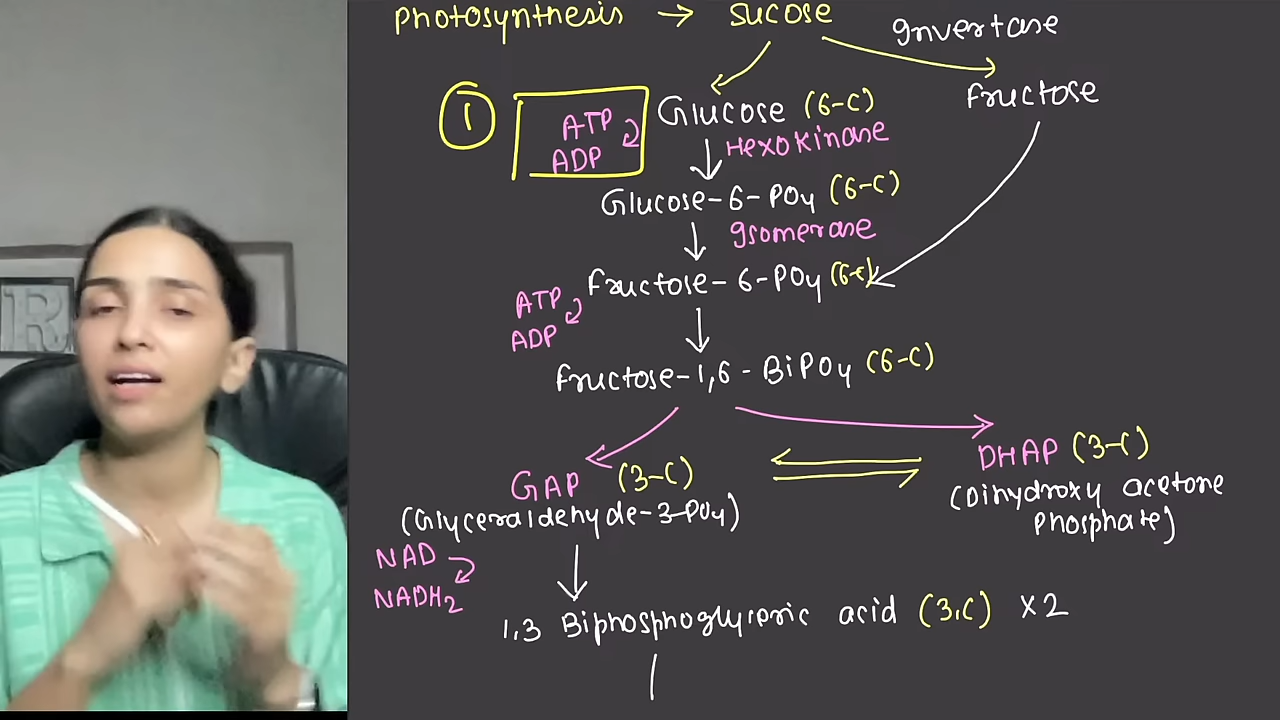 Photosynthesis → sucose
Invertase
Fructose
① ATP Glucose (6-C)
ADP Hexokinase
Glucose-6-PO4 (6-C)
Isomerase
Fructose-6-PO4 (6-C)
ATP
ADP
Fructose-1,6-BiPO4 (6-C)
GAP (3-C) DHAP (3-C)
(Glyceraldehyde-3-PO4) (Dihydroxy acetone
phosphate)
NAD
NADH2
1,3 Biphosphoglyceric acid (3,C) x2
R